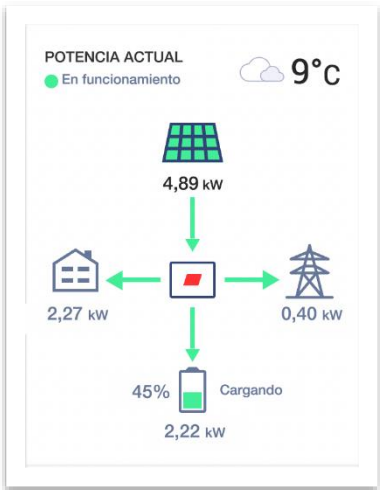 POTENCIA ACTUAL
En funcionamiento
9°C
4,89 kW
2,27 kW
0,40 kW
45%
Cargando
2,22 kW